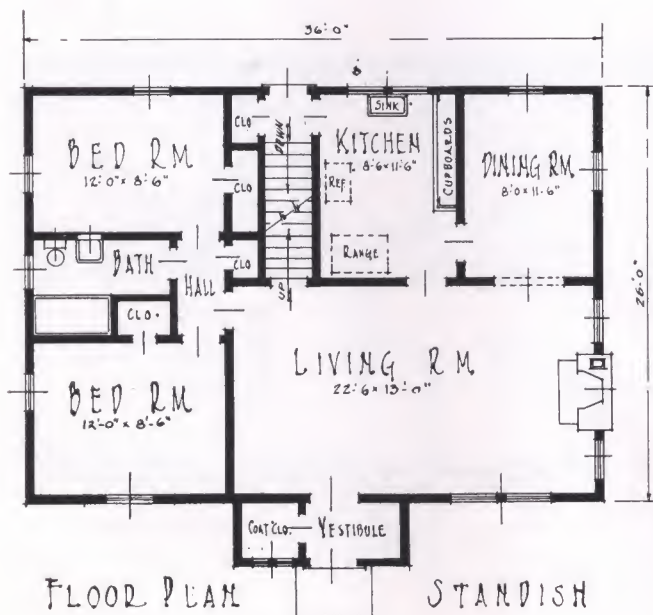 36'-0"
SINK
CLO
DOWN
KITCHEN
8'-6 x 11'-6"
CUPBOARDS
BED RM
12'-0" x 8'-6"
DINING RM
8'-0 x 11'-6"
CLO
REF.
BATH
HALL
CLO
RANGE
26'-0"
CLO.
LIVING RM
22'-6 x 13'-0"
BED RM
12'-0" x 8'-6"
COAT CLO.
VESTIBULE
FLOOR PLAN
STANDISH